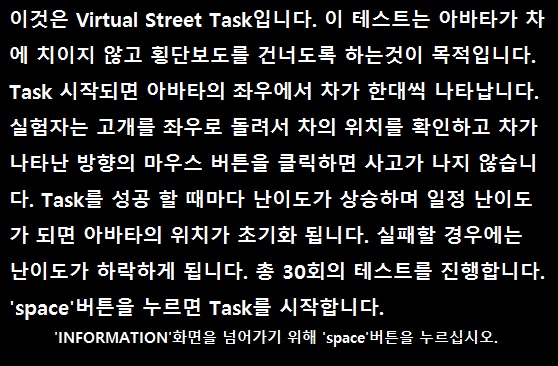 이것은 Virtual Street Task입니다. 이 테스트는 아바타가 차
에 치이지 않고 횡단보도를 건너도록 하는것이 목적입니다.
Task 시작되면 아바타의 좌우에서 차가 한대씩 나타납니다.
실험자는 고개를 좌우로 돌려서 차의 위치를 확인하고 차가
나타난 방향의 마우스 버튼을 클릭하면 사고가 나지 않습니
다. Task를 성공 할 때마다 난이도가 상승하며 일정 난이도
가 되면 아바타의 위치가 초기화 됩니다. 실패할 경우에는
난이도가 하락하게 됩니다. 총 30회의 테스트를 진행합니다.
'space'버튼을 누르면 Task를 시작합니다.
'INFORMATION'화면을 넘어가기 위해 'space'버튼을 누르십시오.